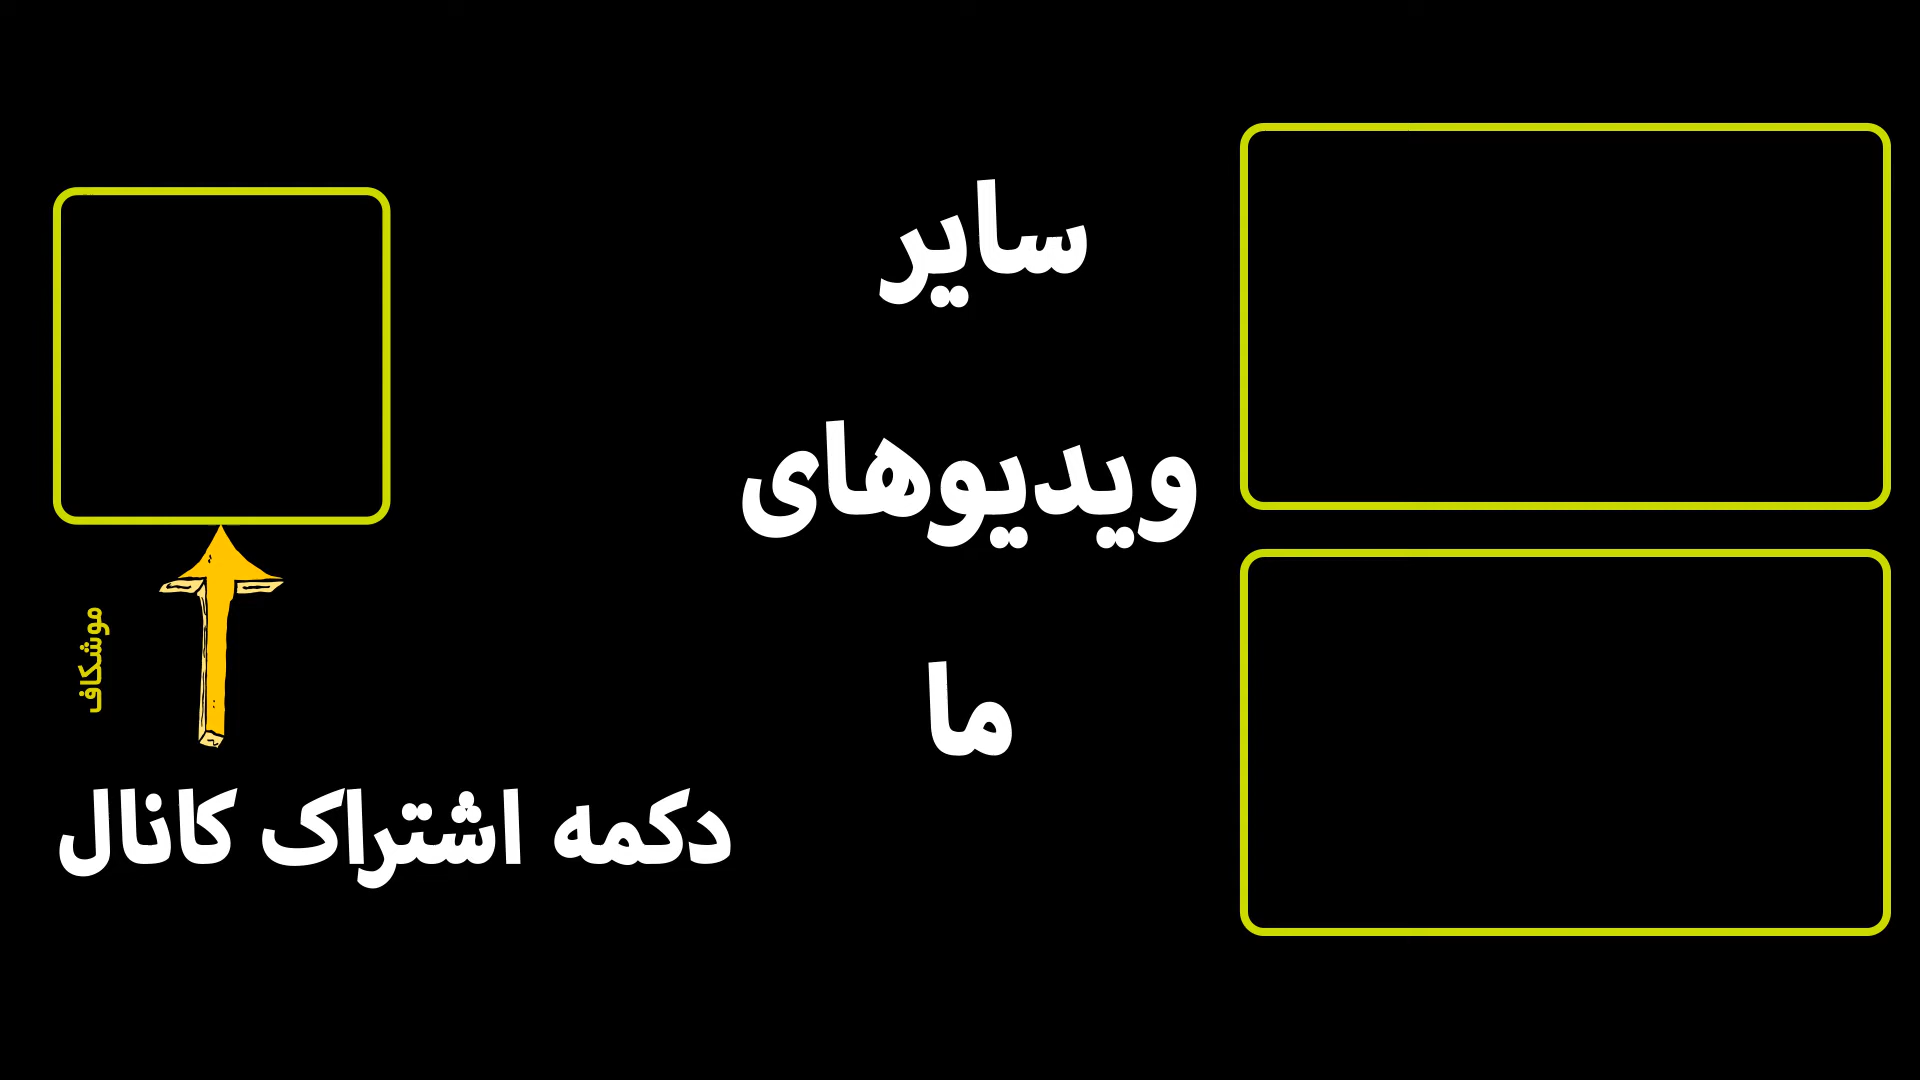 سایر
ویدیوهای
ما
موشکاف
دکمه اشتراک کانال